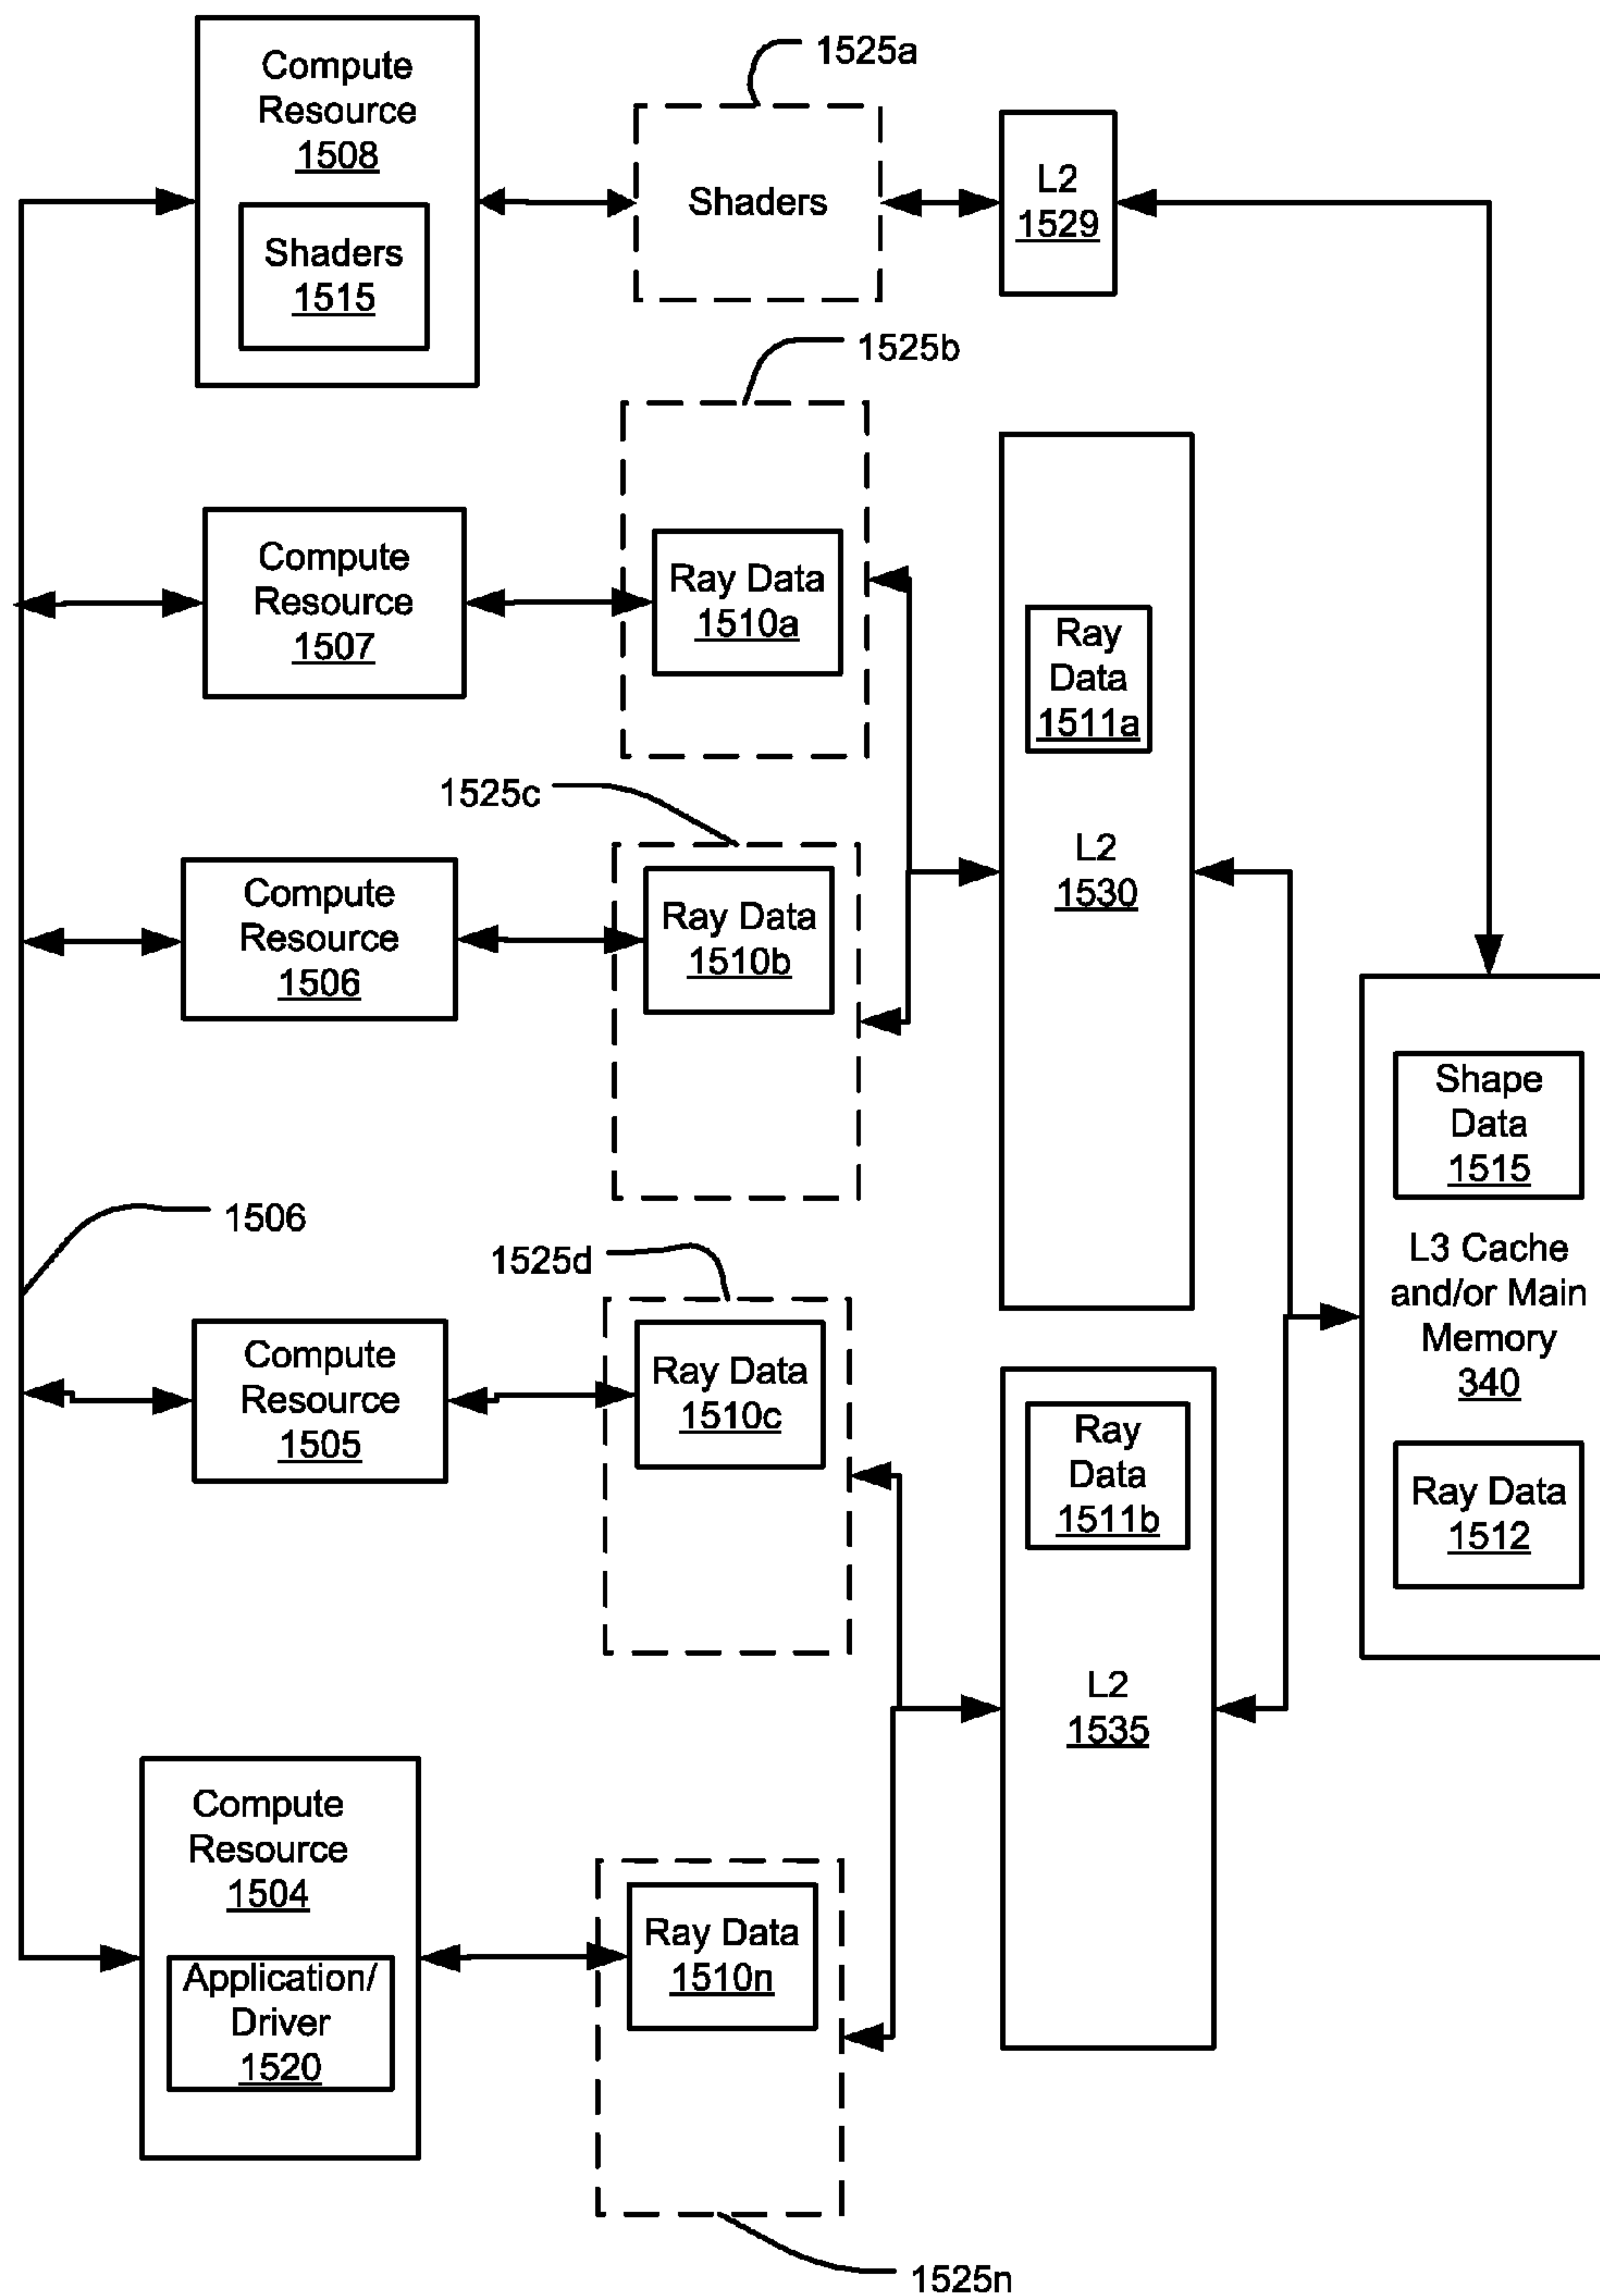 1525a
Compute
Resource
1508
Shaders
1515
Shaders
L2
1529
1525b
Compute
Resource
1507
Ray Data
1510a
Ray
Data
1511a
L2
1530
1525c
Compute
Resource
1506
Ray Data
1510b
Shape
Data
1515
L3 Cache
and/or Main
Memory
340
Ray Data
1512
1506
1525d
Compute
Resource
1505
Ray Data
1510c
Ray
Data
1511b
L2
1535
Compute
Resource
1504
Application/
Driver
1520
Ray Data
1510n
1525n